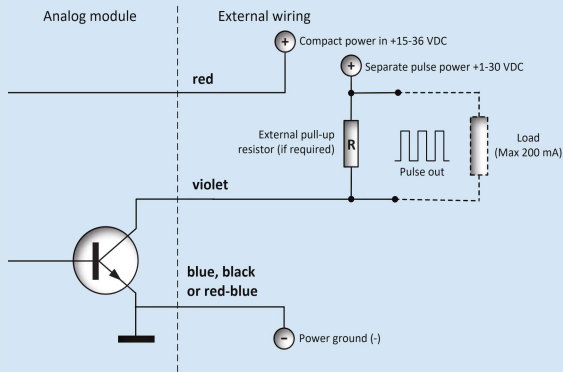 Analog module
External wiring
+
Compact power in +15-36 VDC
+
Separate pulse power +1-30 VDC
red
External pull-up
resistor (if required)
R
Pulse out
Load
(Max 200 mA)
violet
blue, black
or red-blue
-
Power ground (-)